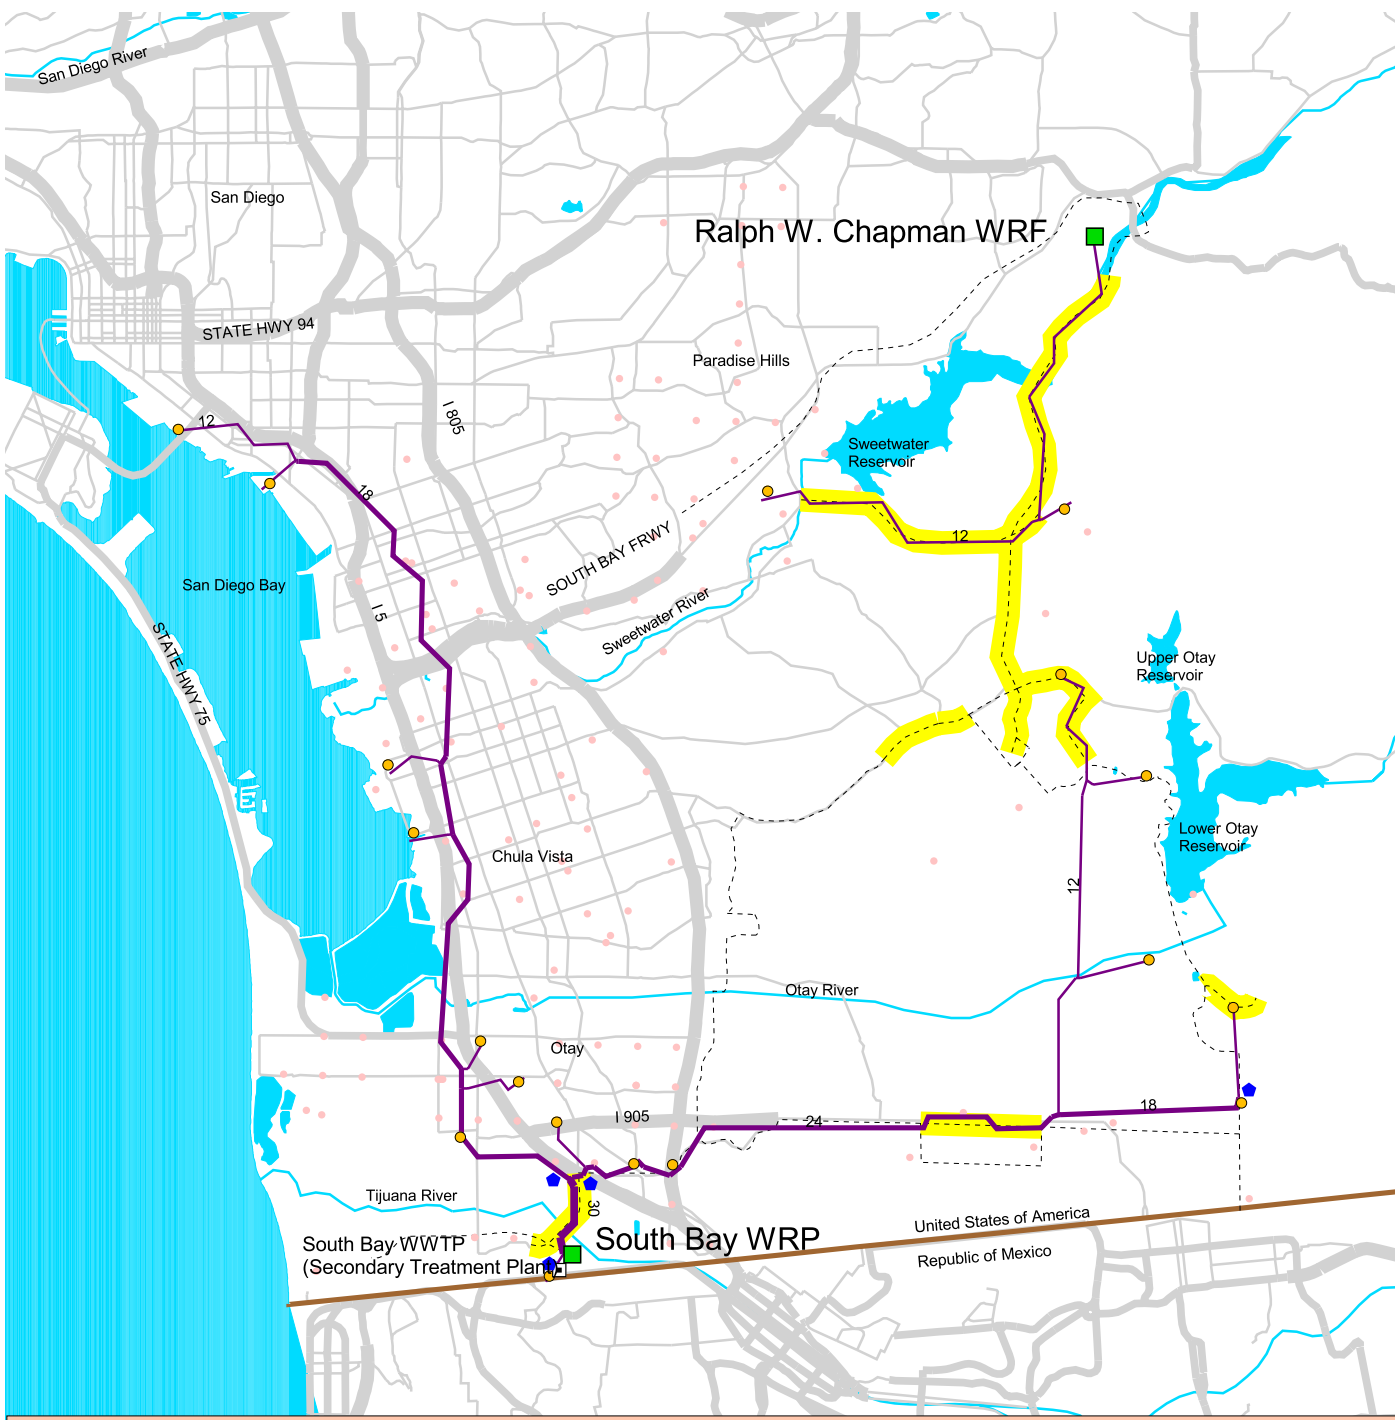 San Diego River
San Diego
Ralph W. Chapman WRF
STATE HWY 94
Paradise Hills
I 805
12
Sweetwater
Reservoir
18
12
SOUTH BAY FRWY
San Diego Bay
I 5
Sweetwater River
STATE HWY 75
Upper Otay
Reservoir
Lower Otay
Reservoir
Chula Vista
12
Otay River
Otay
I 905
24
18
Tijuana River
30
United States of America
South Bay WRP
South Bay WWTP
(Secondary Treatment Plant)
Republic of Mexico